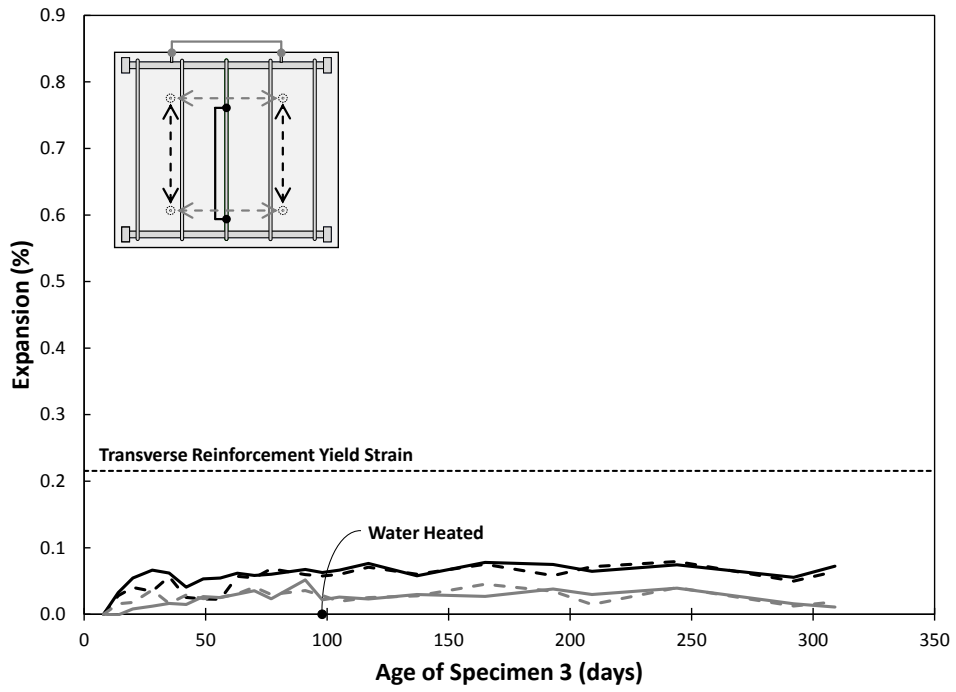 0.9
0.8
0.7
0.6
0.5
0.4
0.3
0.2
0.1
0.0
Expansion (%)
Transverse Reinforcement Yield Strain
Water Heated
0 50 100 150 200 250 300 350
Age of Specimen 3 (days)